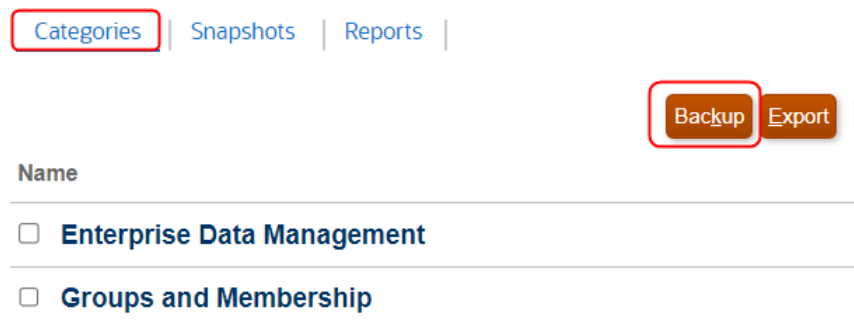 Categories | Snapshots | Reports |
Backup Export
Name
Enterprise Data Management
Groups and Membership